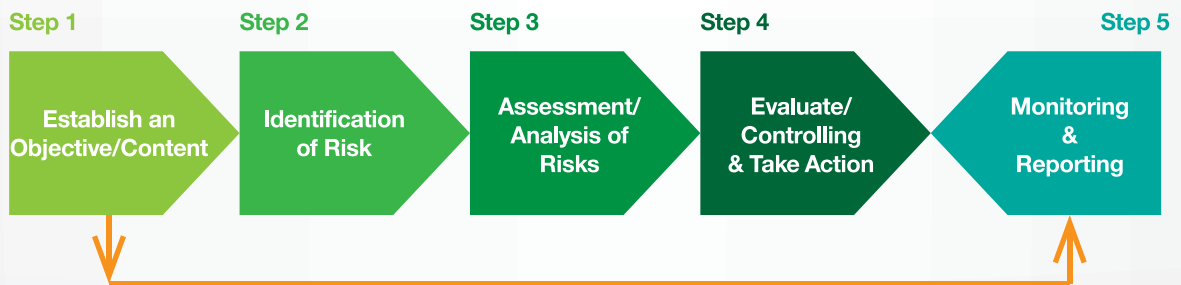 Step 1
Establish an
Objective/Content
Step 2
Identification
of Risk
Step 3
Assessment/
Analysis of
Risks
Step 4
Evaluate/
Controlling
& Take Action
Step 5
Monitoring
&
Reporting